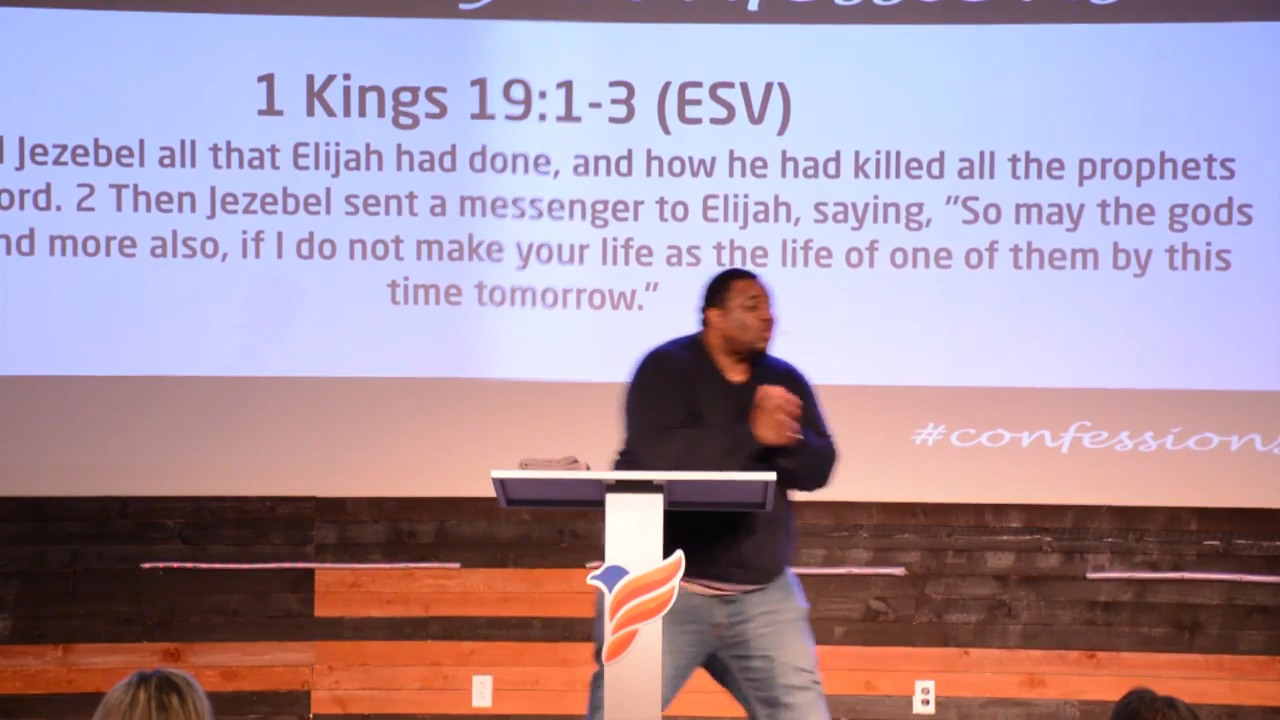 1 Kings 19:1-3 (ESV)
Jezebel all that Elijah had done, and how he had killed all the prophets
ord. 2 Then Jezebel sent a messenger to Elijah, saying, "So may the gods
nd more also, if I do not make your life as the life of one of them by this
time tomorrow."
#confessions